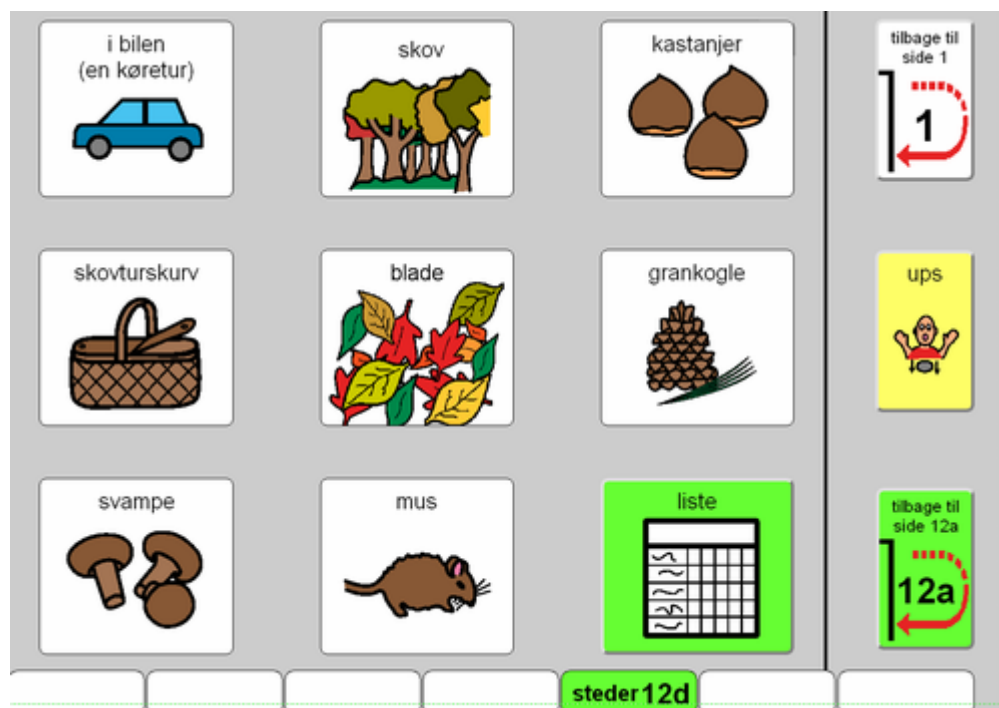 i bilen
(en køretur)
skov
kastanjer
tilbage til
side 1
1
skovturskurv
blade
grankogle
ups
svampe
mus
liste
tilbage til
side 12a
12a
steder 12d